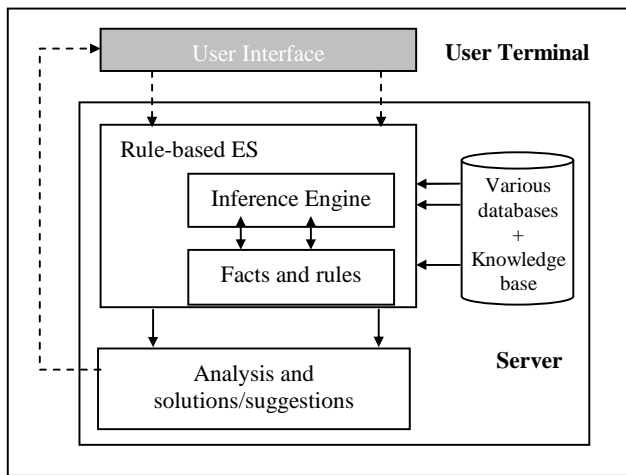 User Interface
User Terminal
Rule-based ES
Inference Engine
Facts and rules
Various
databases
+
Knowledge
base
Server
Analysis and
solutions/suggestions